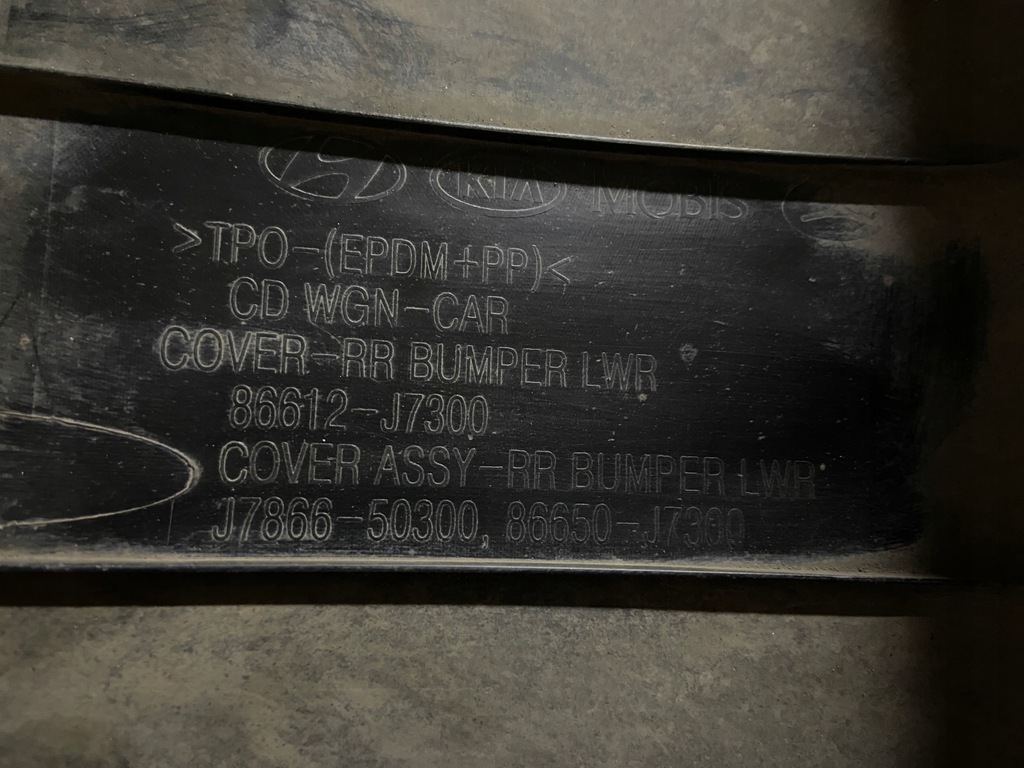 KIA MOBIS
>TPO-(EPDM+PP)<
CD WGN-CAR
COVER-RR BUMPER LWR
86612-J7300
COVER ASSY-RR BUMPER LWR
J7866-50300, 86650-J7300